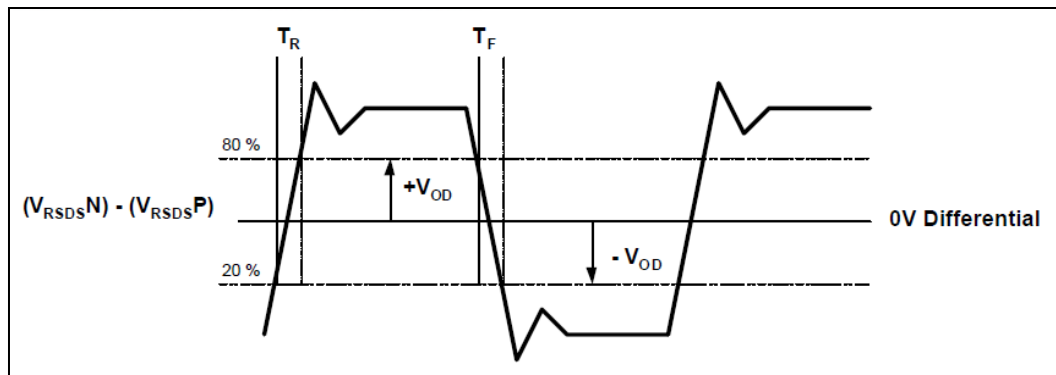 T_R T_F
80 %
+V_OD
(V_RSDS N) - (V_RSDS P) 0V Differential
- V_OD
20 %